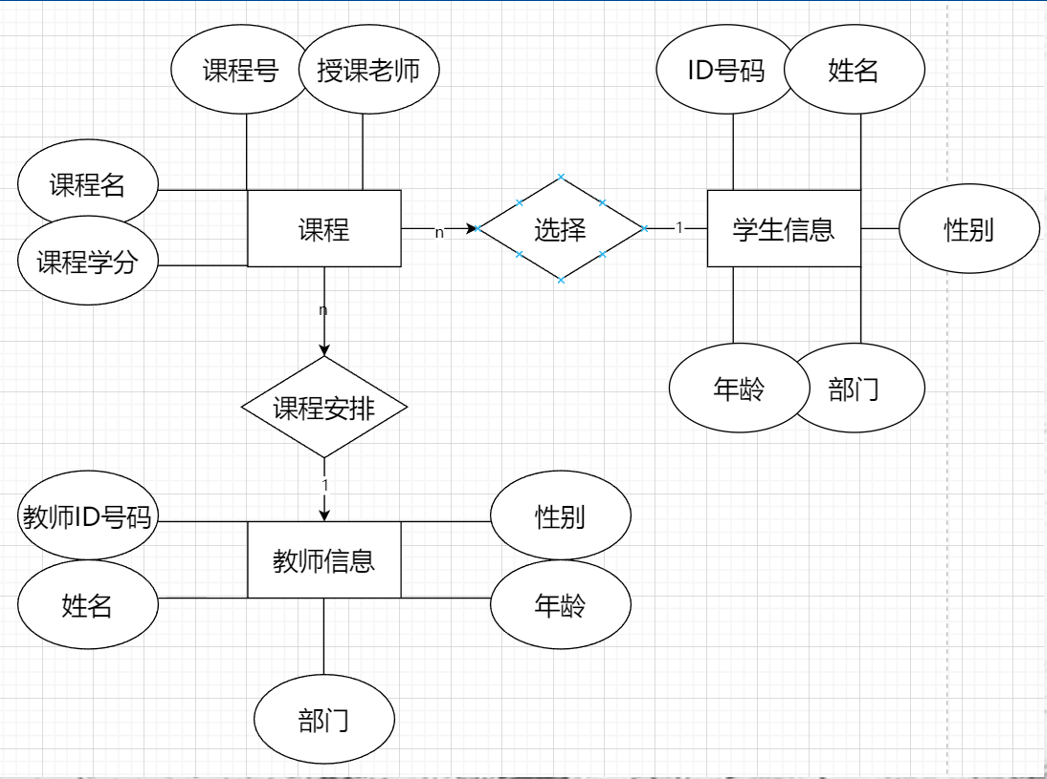 课程号
授课老师
ID号码
姓名
课程名
课程
n
选择
1
学生信息
性别
课程学分
n
年龄
部门
课程安排
1
教师ID号码
性别
教师信息
姓名
年龄
部门